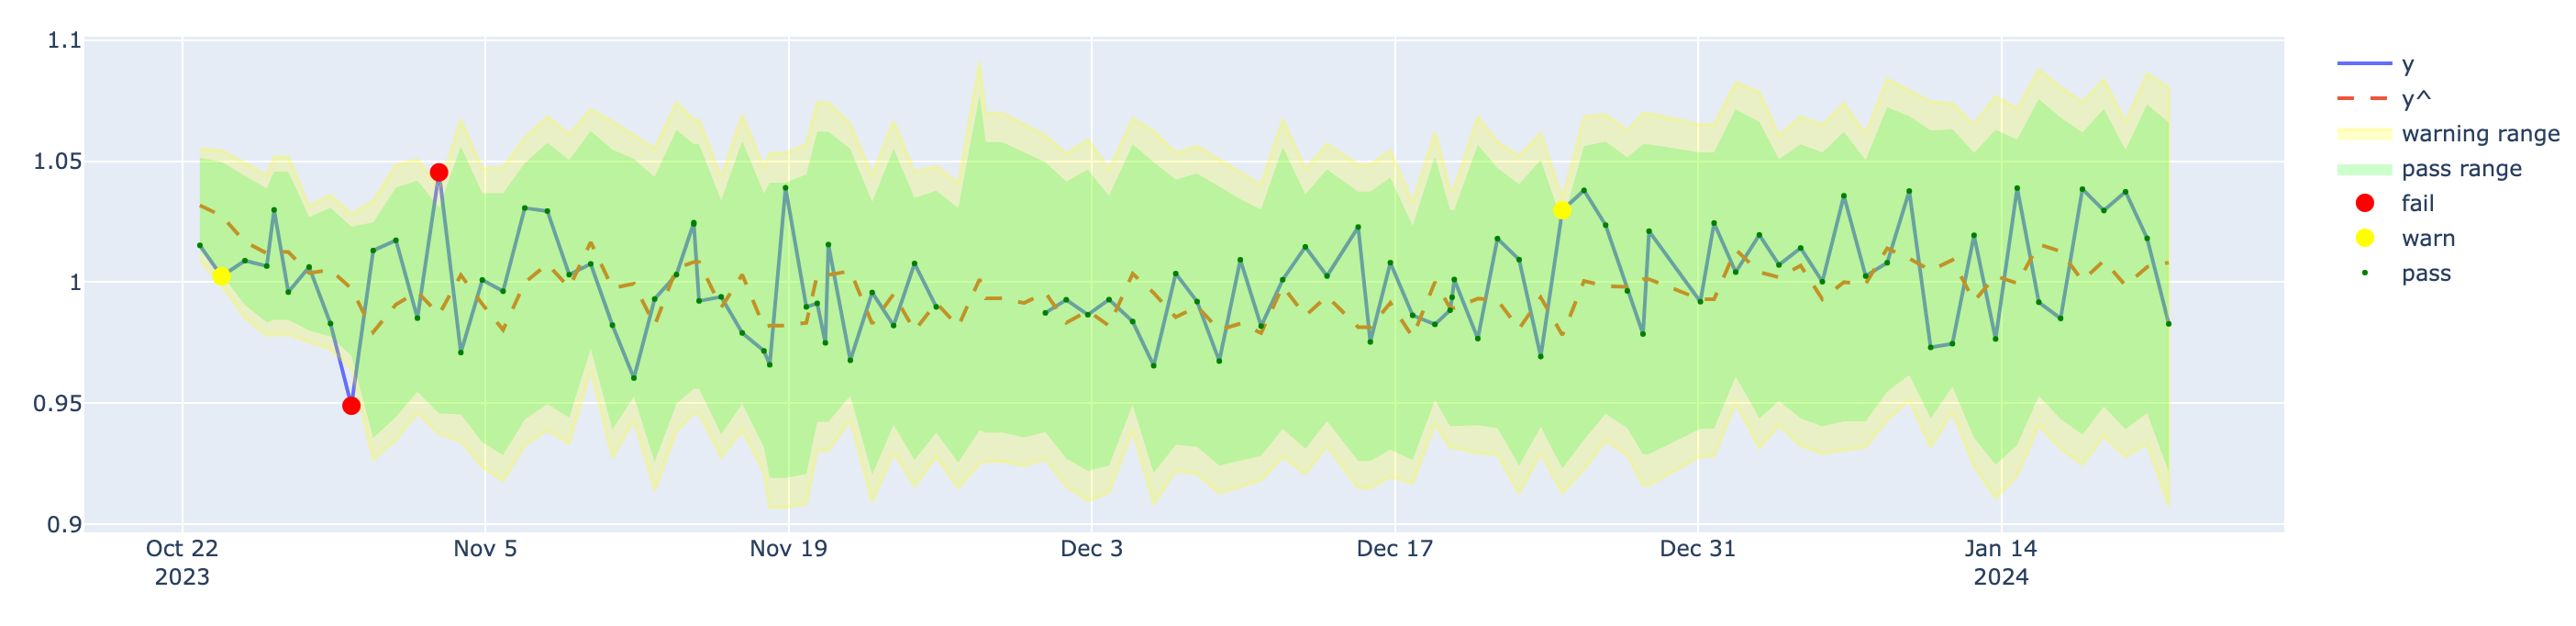 1.1
1.05
1
0.95
0.9
Oct 22
2023
Nov 5
Nov 19
Dec 3
Dec 17
Dec 31
Jan 14
2024
y
y^
warning range
pass range
fail
warn
pass